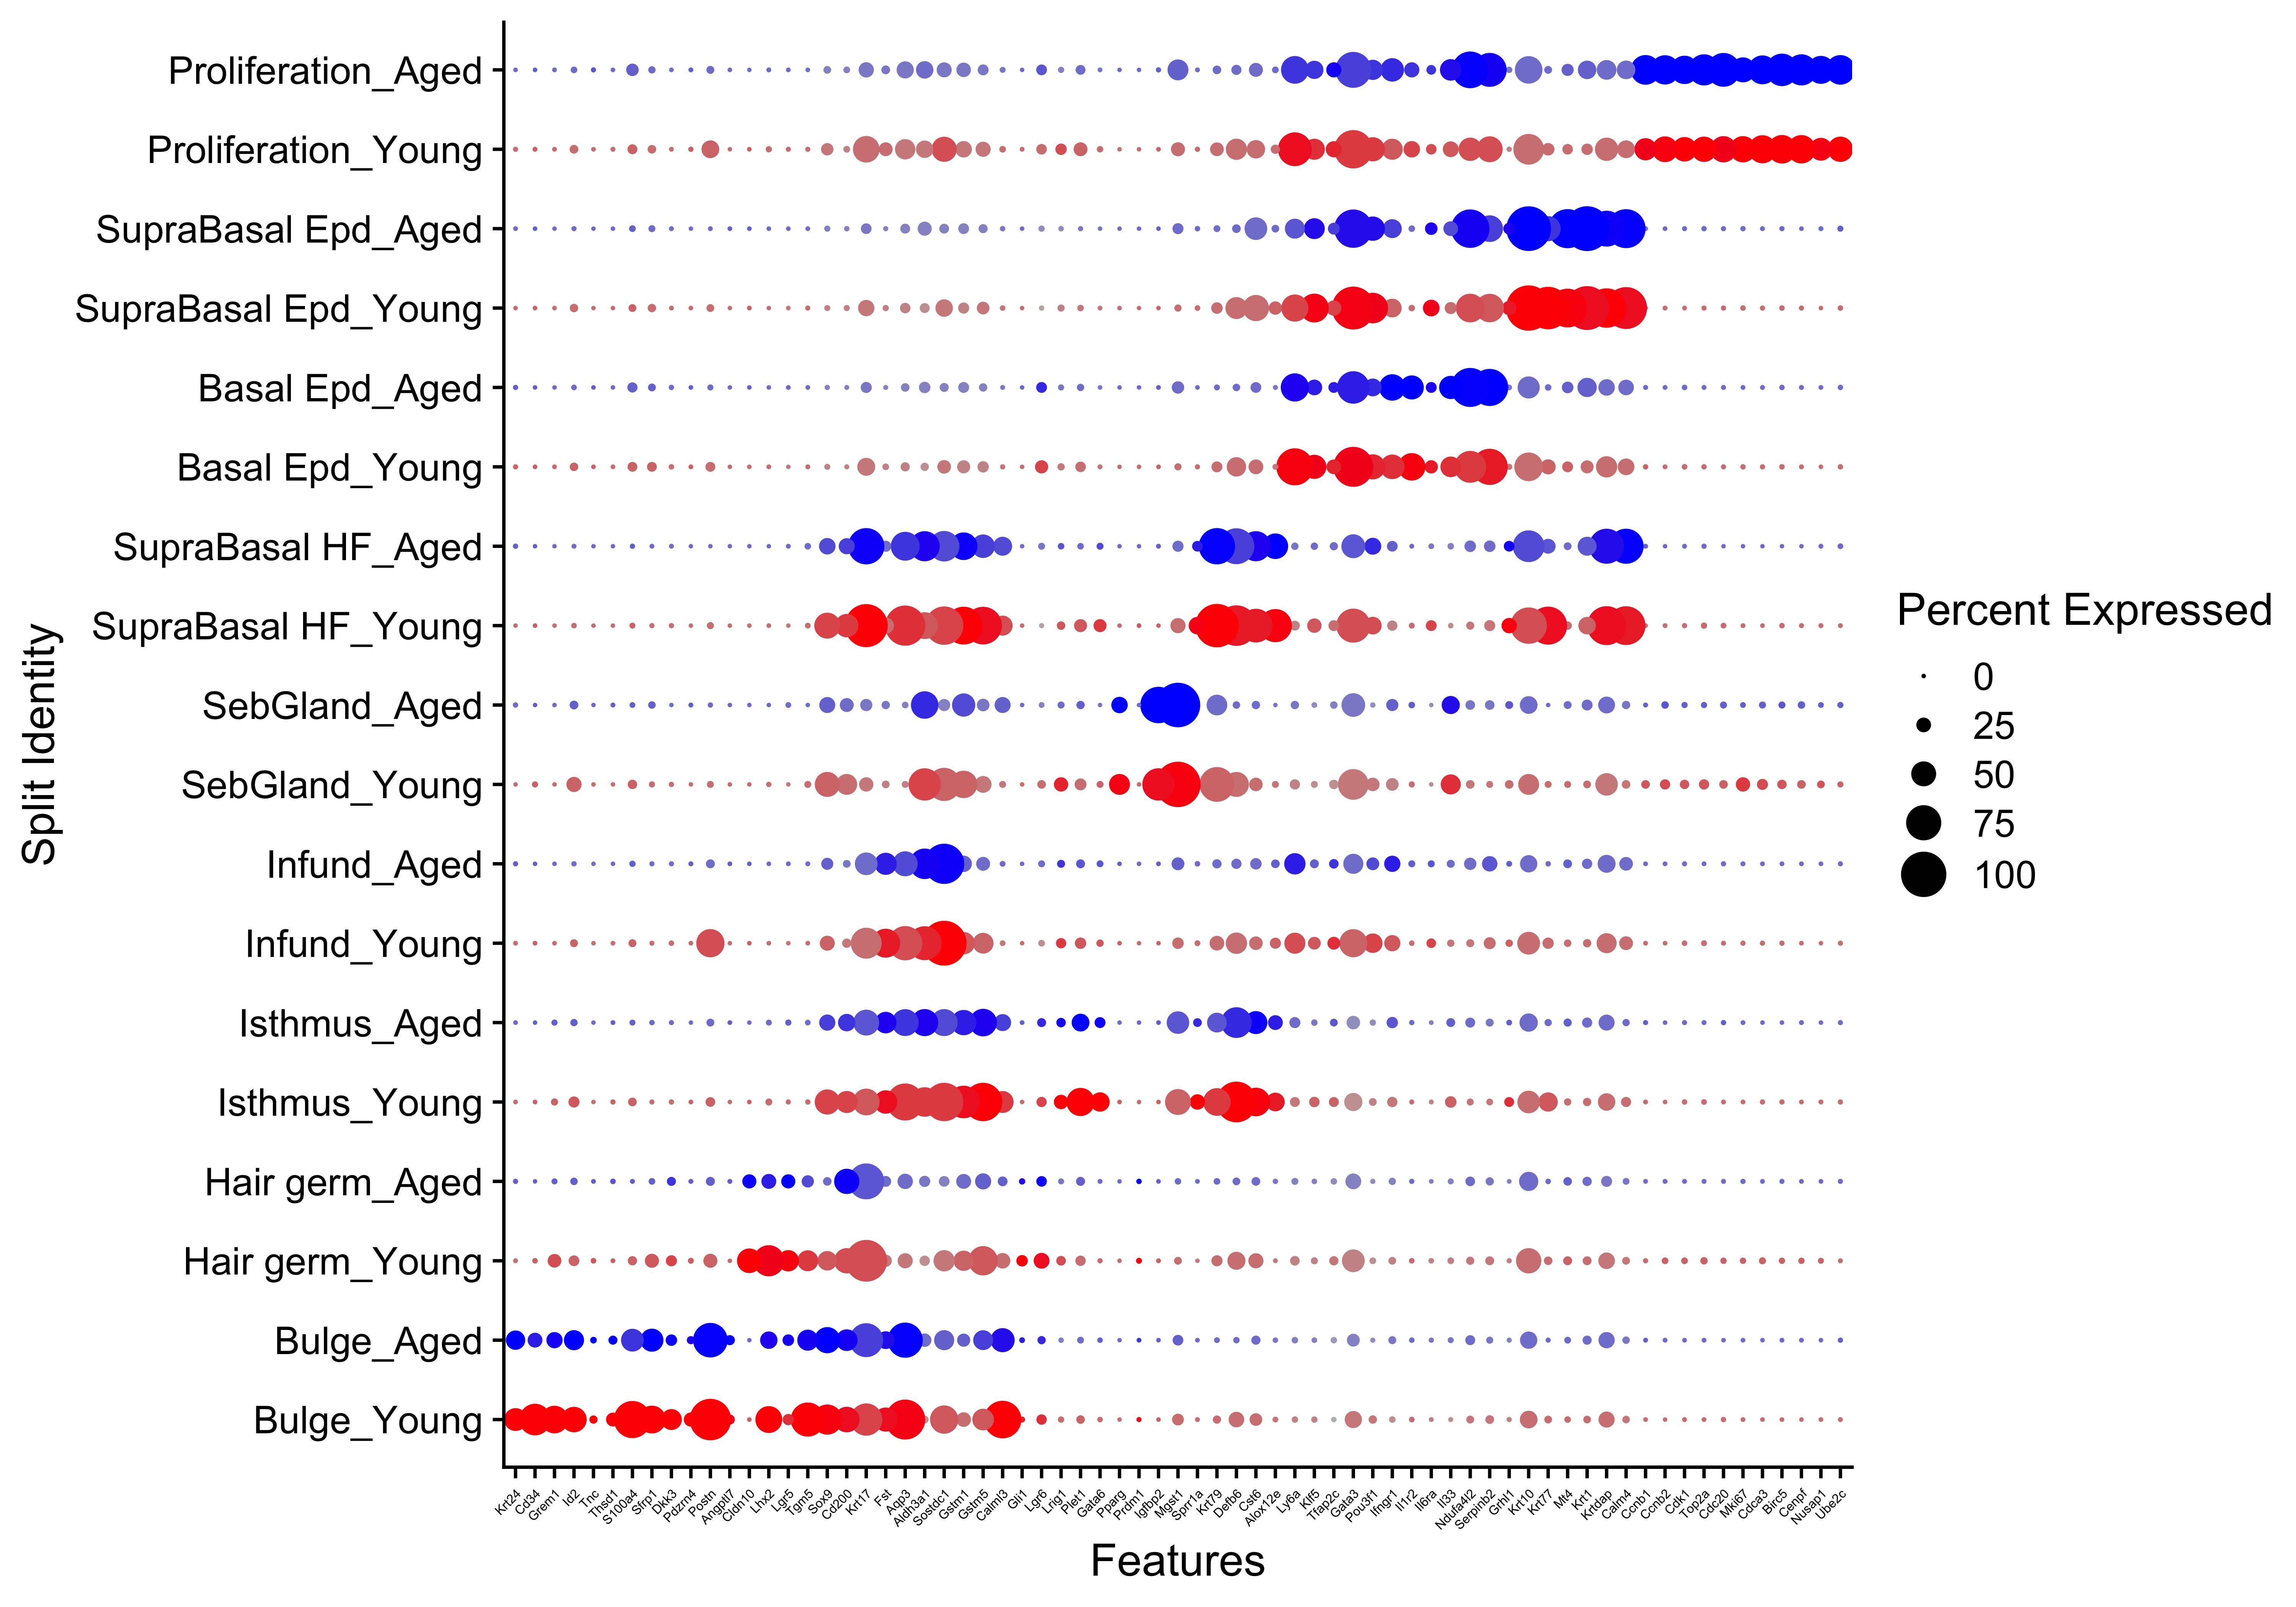 Proliferation_Aged
Proliferation_Young
SupraBasal Epd_Aged
SupraBasal Epd_Young
Basal Epd_Aged
Basal Epd_Young
SupraBasal HF_Aged
SupraBasal HF_Young
SebGland_Aged
SebGland_Young
Infund_Aged
Infund_Young
Isthmus_Aged
Isthmus_Young
Hair germ_Aged
Hair germ_Young
Bulge_Aged
Bulge_Young
Split Identity
Krt24
Cd34
Grem1
Id2
Tnc
Thsd1
S100a4
Sfrp1
Dkk3
Pdzrn4
Postn
Angptl7
Cldn10
Lhx2
Lgr5
Tgm5
Sox9
Cd200
Krt17
Fst
Aqp3
Aldh3a1
Sostdc1
Gstm1
Gstm5
Calml3
Gli1
Lgr6
Lrig1
Plet1
Gata6
Pparg
Prdm1
Igfbp2
Mgst1
Sprr1a
Krt79
Defb6
Cst6
Alox12e
Ly6a
Klf5
Tfap2c
Gata3
Pou3f1
Ifngr1
Il1r2
Il6ra
Il33
Ndufa4l2
Serpinb2
Grhl1
Krt10
Krt77
Mt4
Krt1
Krtdap
Calm4
Ccnb1
Ccnb2
Cdk1
Top2a
Cdc20
Mki67
Cdca3
Birc5
Cenpf
Nusap1
Ube2c
Features
Percent Expressed
0
25
50
75
100